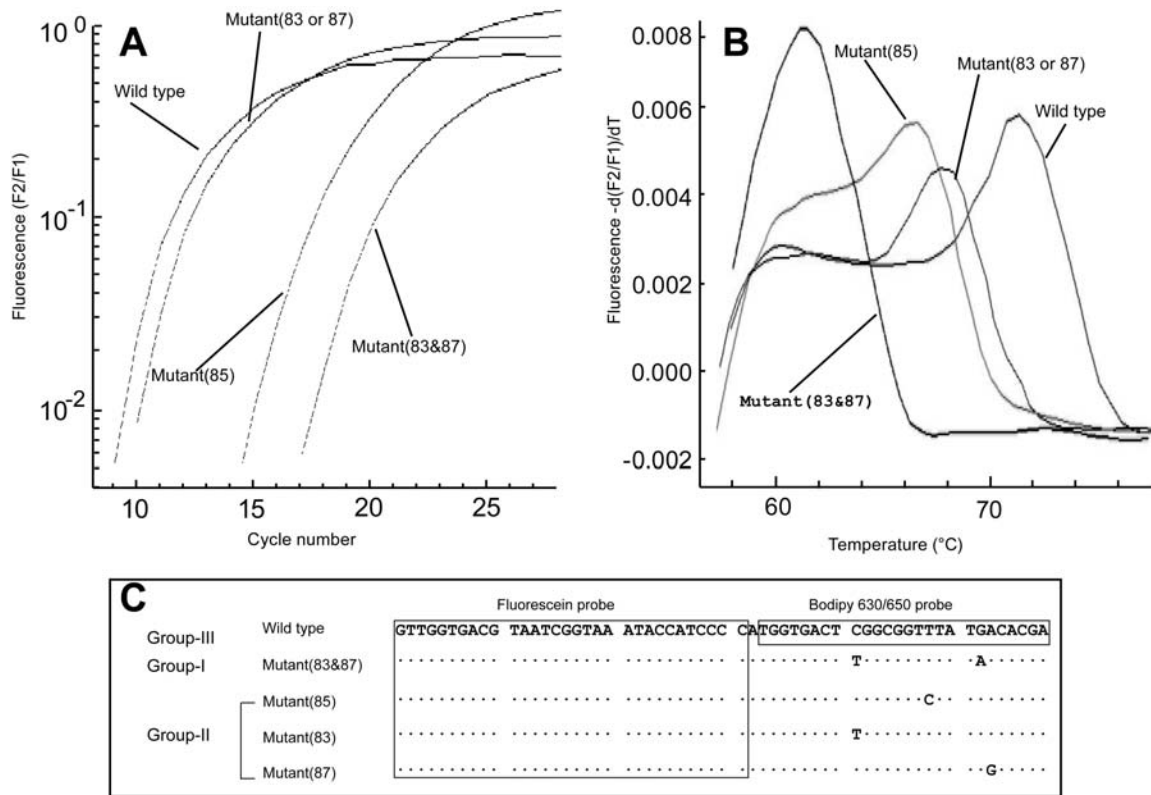 A
10⁰
10⁻¹
10⁻²
Fluorescence (F2/F1)
Mutant(83 or 87)
Wild type
Mutant(85)
Mutant(83&87)
10 15 20 25
Cycle number
B
0.008
0.006
0.004
0.002
0.000
-0.002
Fluorescence -d(F2/F1)/dT
Mutant(85)
Mutant(83 or 87)
Wild type
Mutant(83&87)
60 70
Temperature (°C)
C
Fluorescein probe Bodipy 630/650 probe
Group-III Wild type GTTGGTGACG TAATCGGTAA ATACCATCCC CATGGTGACT CGGCGGTTTA TGACACGA
Group-I Mutant(83&87) .......... .......... .......... .......... T......... A.......
Mutant(85) .......... .......... .......... .......... ......C... ........
Group-II Mutant(83) .......... .......... .......... .......... T......... ........
Mutant(87) .......... .......... .......... .......... .......... .G......